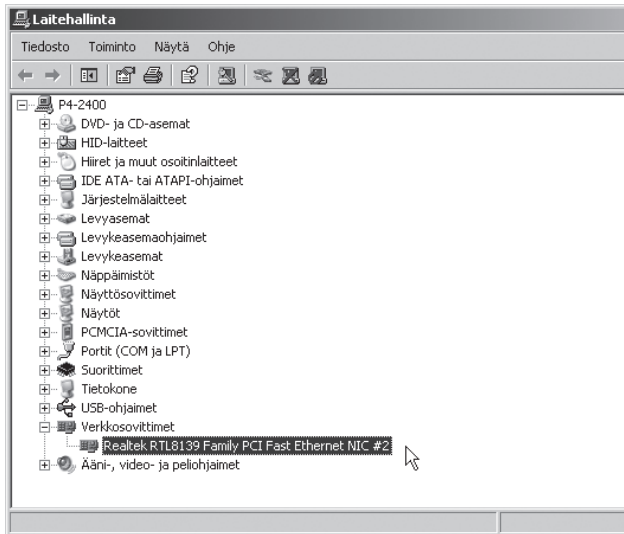 Laitehallinta
Tiedosto Toiminto Näytä Ohje
P4-2400
DVD- ja CD-asemat
HID-laitteet
Hiiret ja muut osoitinlaitteet
IDE ATA- tai ATAPI-ohjaimet
Järjestelmälaitteet
Levyasemat
Levykeasemaohjaimet
Levykeasemat
Näppäimistöt
Näyttösovittimet
Näytöt
PCMCIA-sovittimet
Portit (COM ja LPT)
Suorittimet
Tietokone
USB-ohjaimet
Verkkosovittimet
Realtek RTL8139 Family PCI Fast Ethernet NIC #2
Ääni-, video- ja peliohjaimet